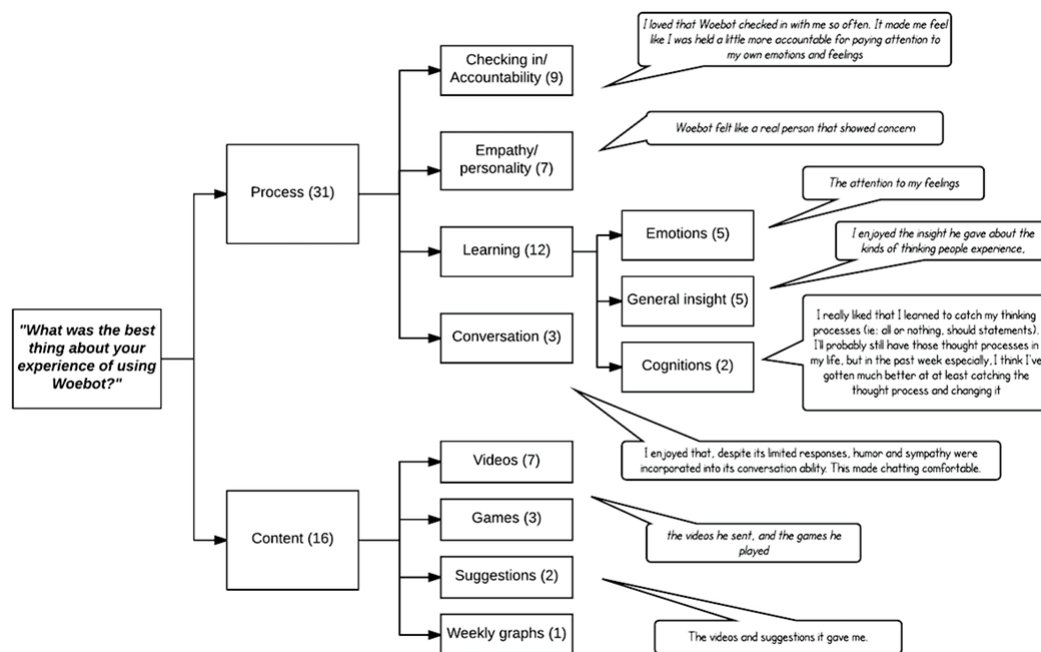 "What was the best
thing about your
experience of using
Woebot?"
Process (31)
Checking in/
Accountability (9)
I loved that Woebot checked in with me so often. It made me feel
like I was held a little more accountable for paying attention to
my own emotions and feelings
Empathy/
personality (7)
Woebot felt like a real person that showed concern
Learning (12)
Emotions (5)
The attention to my feelings
General insight (5)
I enjoyed the insight he gave about the
kinds of thinking people experience,
Cognitions (2)
I really liked that I learned to catch my thinking
processes (ie: all or nothing, should statements).
I'll probably still have those thought processes in
my life, but in the past week especially, I think I've
gotten much better at at least catching the
thought process and changing it
Conversation (3)
I enjoyed that, despite its limited responses, humor and sympathy were
incorporated into its conversation ability. This made chatting comfortable.
Content (16)
Videos (7)
Games (3)
the videos he sent, and the games he
played
Suggestions (2)
The videos and suggestions it gave me.
Weekly graphs (1)